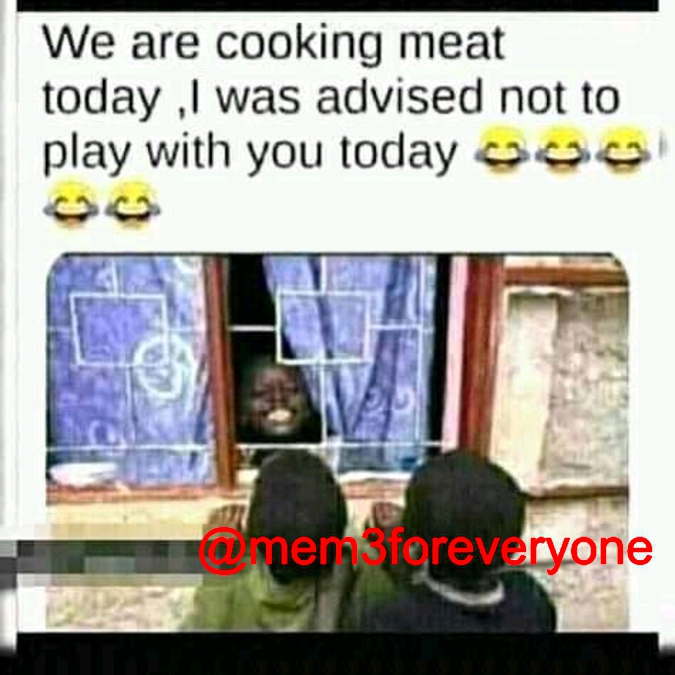 We are cooking meat
today ,I was advised not to
play with you today 😂😂😂
😂😂
@mem3foreveryone